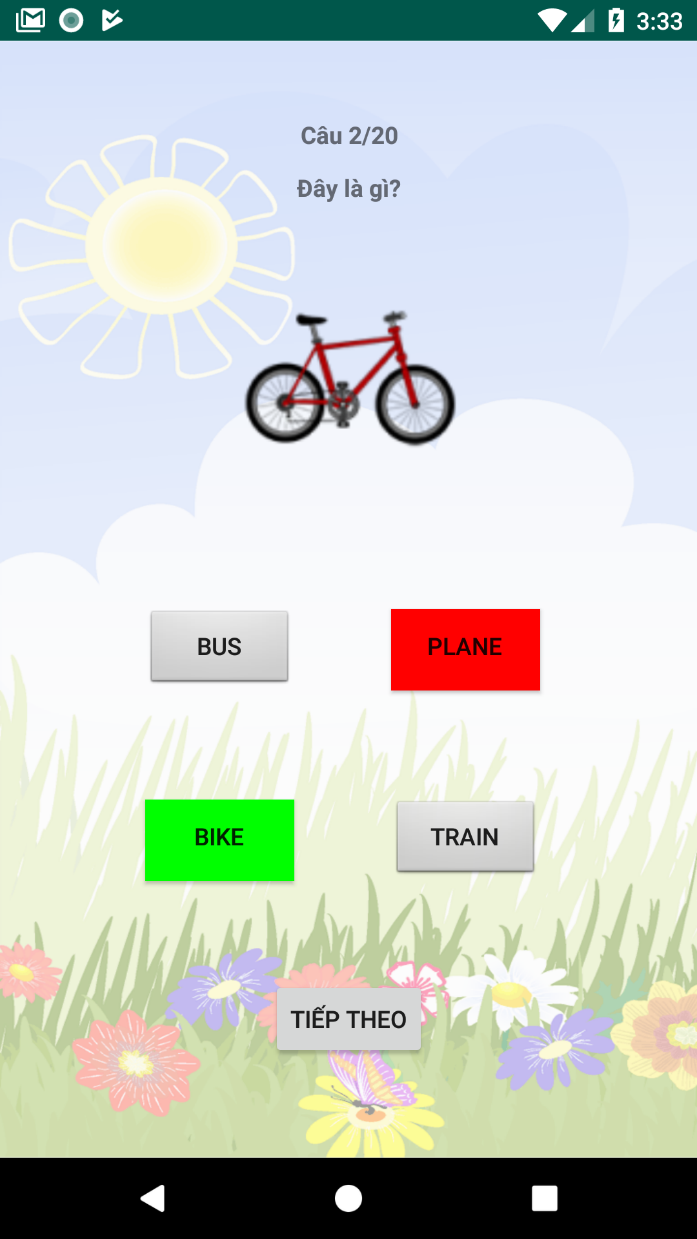 3:33
Câu 2/20
Đây là gì?
BUS
PLANE
BIKE
TRAIN
TIẾP THEO